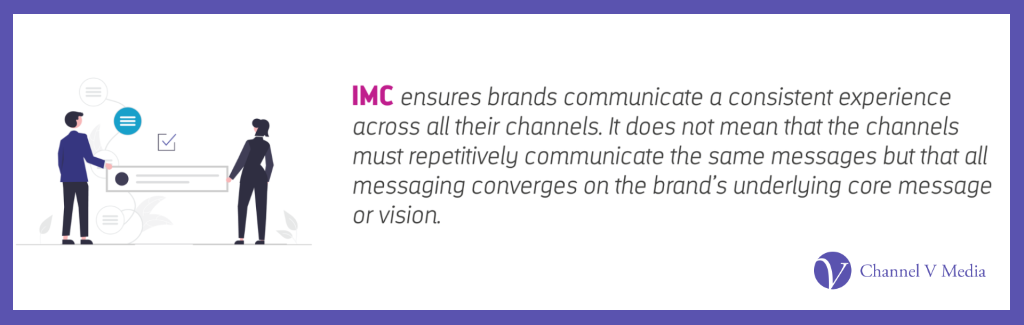 IMC ensures brands communicate a consistent experience
across all their channels. It does not mean that the channels
must repetitively communicate the same messages but that all
messaging converges on the brand's underlying core message
or vision.
V Channel V Media